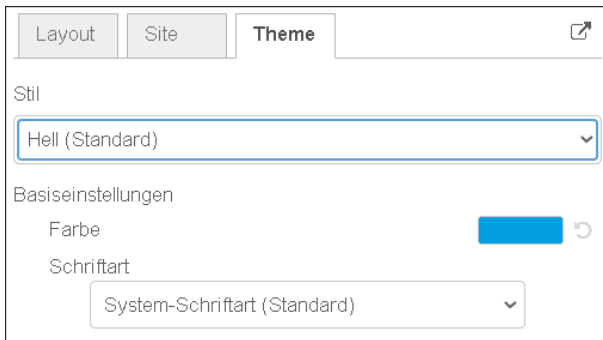 Layout Site Theme
Stil
Hell (Standard)
Basiseinstellungen
Farbe
Schriftart
System-Schriftart (Standard)